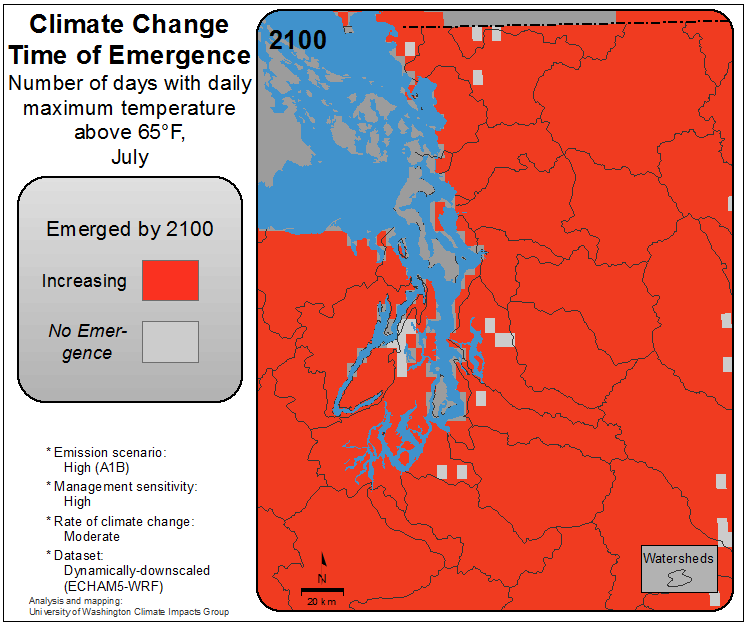 Climate Change
Time of Emergence
Number of days with daily
maximum temperature
above 65°F,
July
Emerged by 2100
Increasing
No Emer-
gence
* Emission scenario:
High (A1B)
* Management sensitivity:
High
* Rate of climate change:
Moderate
* Dataset:
Dynamically-downscaled
(ECHAM5-WRF)
Analysis and mapping:
University of Washington Climate Impacts Group
2100
N
20 km
Watersheds